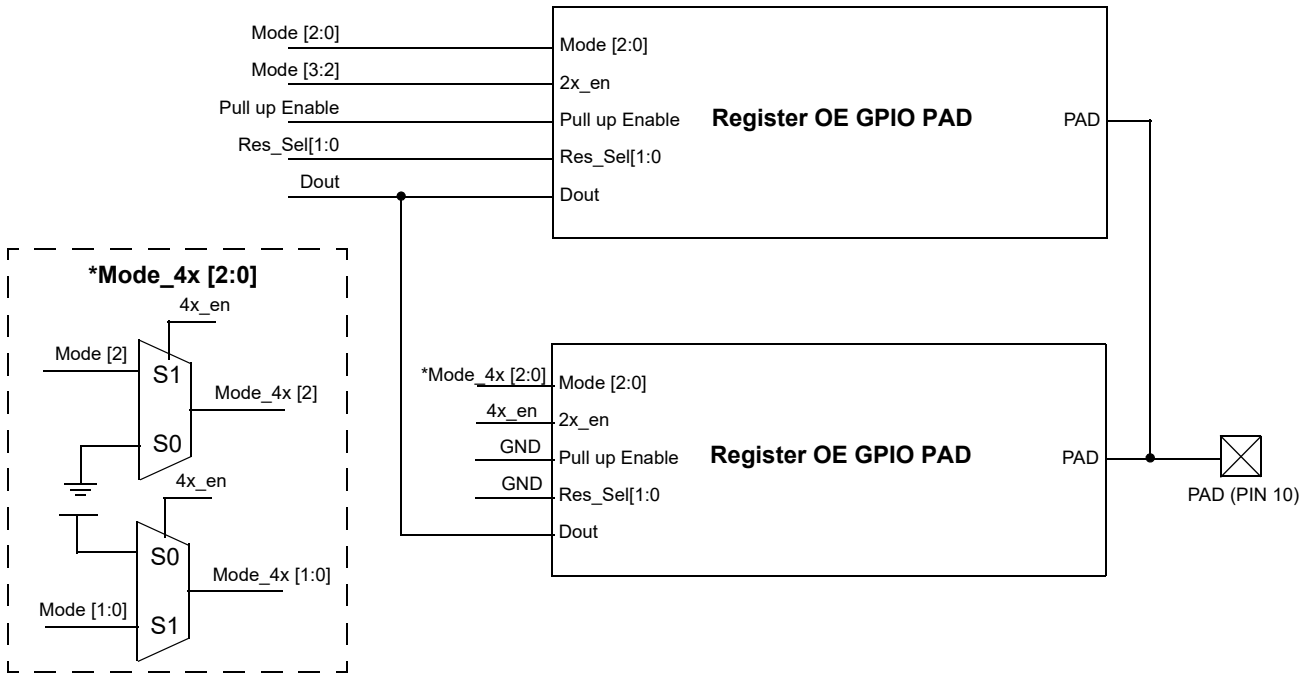 Mode [2:0]
Mode [3:2]
Pull up Enable
Res_Sel[1:0
Dout
Mode [2:0]
2x_en
Pull up Enable
Res_Sel[1:0
Dout
Register OE GPIO PAD
PAD
*Mode_4x [2:0]
4x_en
Mode [2]
S1
S0
Mode_4x [2]
4x_en
S0
S1
Mode_4x [1:0]
Mode [1:0]
*Mode_4x [2:0]
4x_en
GND
GND
Mode [2:0]
2x_en
Pull up Enable
Res_Sel[1:0
Dout
Register OE GPIO PAD
PAD
PAD (PIN 10)